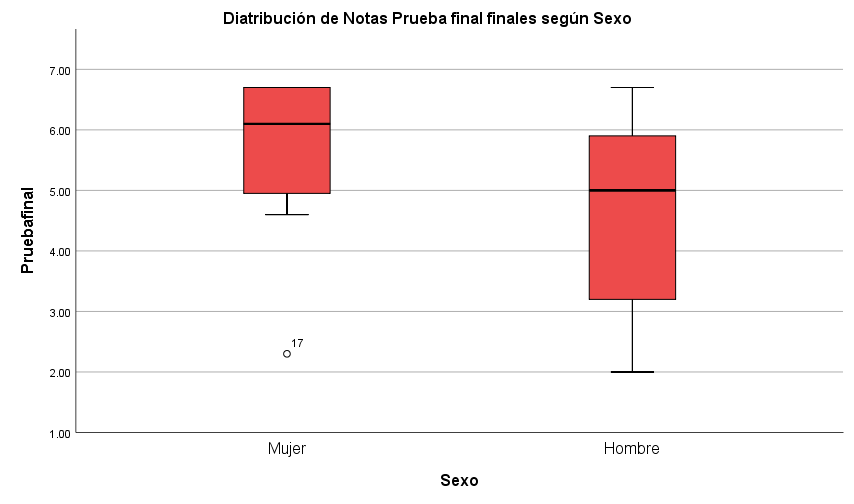 Diatribución de Notas Prueba final finales según Sexo
7.00
6.00
5.00
4.00
3.00
2.00
1.00
Pruebafinal
17
Mujer
Hombre
Sexo